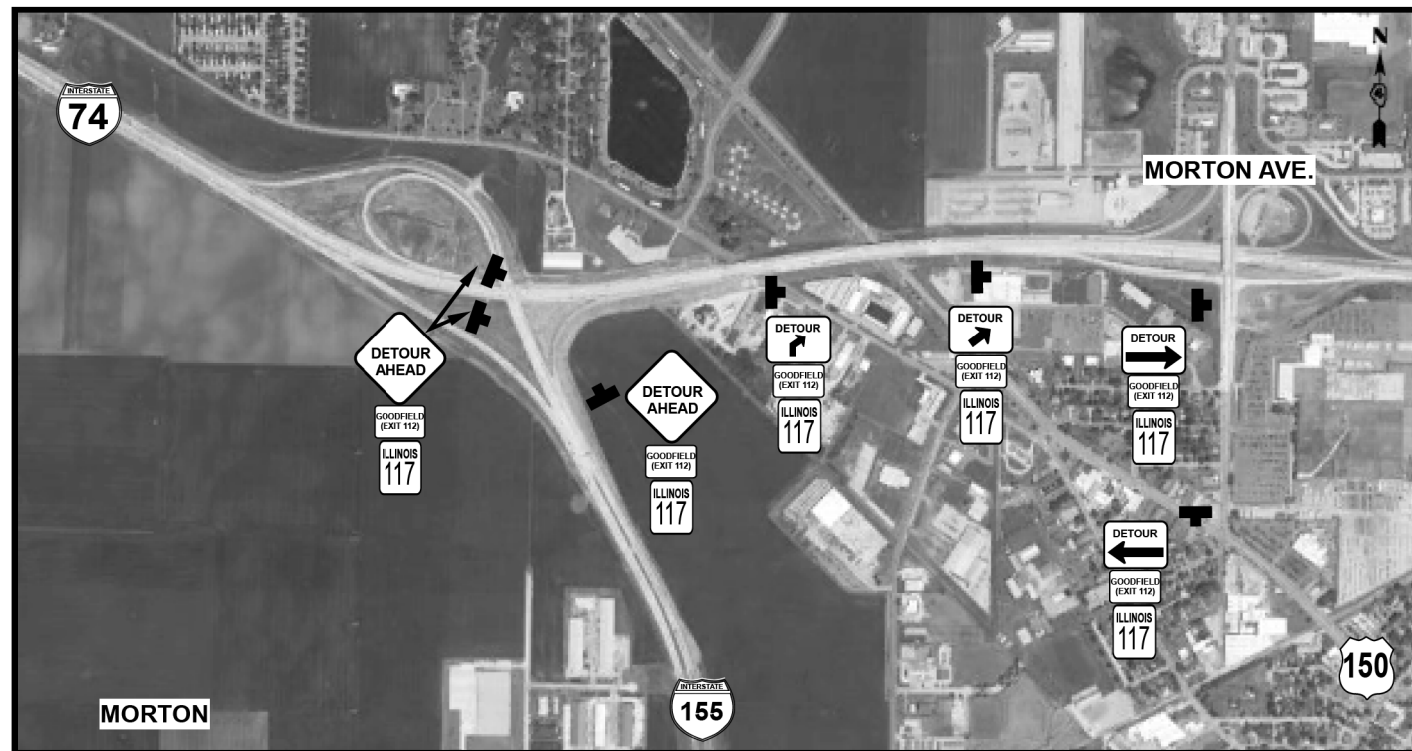 N
4
INTERSTATE
74
MORTON AVE.
DETOUR
AHEAD
GOODFIELD
(EXIT 112)
ILLINOIS
117
DETOUR
AHEAD
GOODFIELD
(EXIT 112)
ILLINOIS
117
DETOUR
GOODFIELD
(EXIT 112)
ILLINOIS
117
DETOUR
GOODFIELD
(EXIT 112)
ILLINOIS
117
DETOUR
GOODFIELD
(EXIT 112)
ILLINOIS
117
DETOUR
GOODFIELD
(EXIT 112)
ILLINOIS
117
150
INTERSTATE
155
MORTON